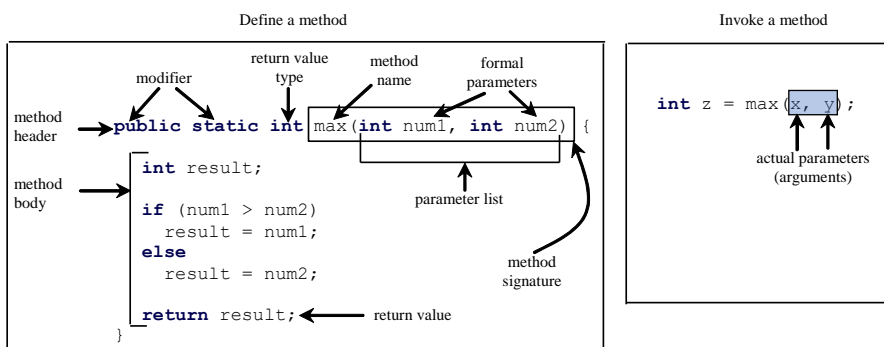 Define a method
Invoke a method
modifier
return value
type
method
name
formal
parameters
method
header
public static int max(int num1, int num2) {
method
body
int result;
parameter list
if (num1 > num2)
result = num1;
else
result = num2;
method
signature
return result;
return value
}
int z = max(x, y);
actual parameters
(arguments)